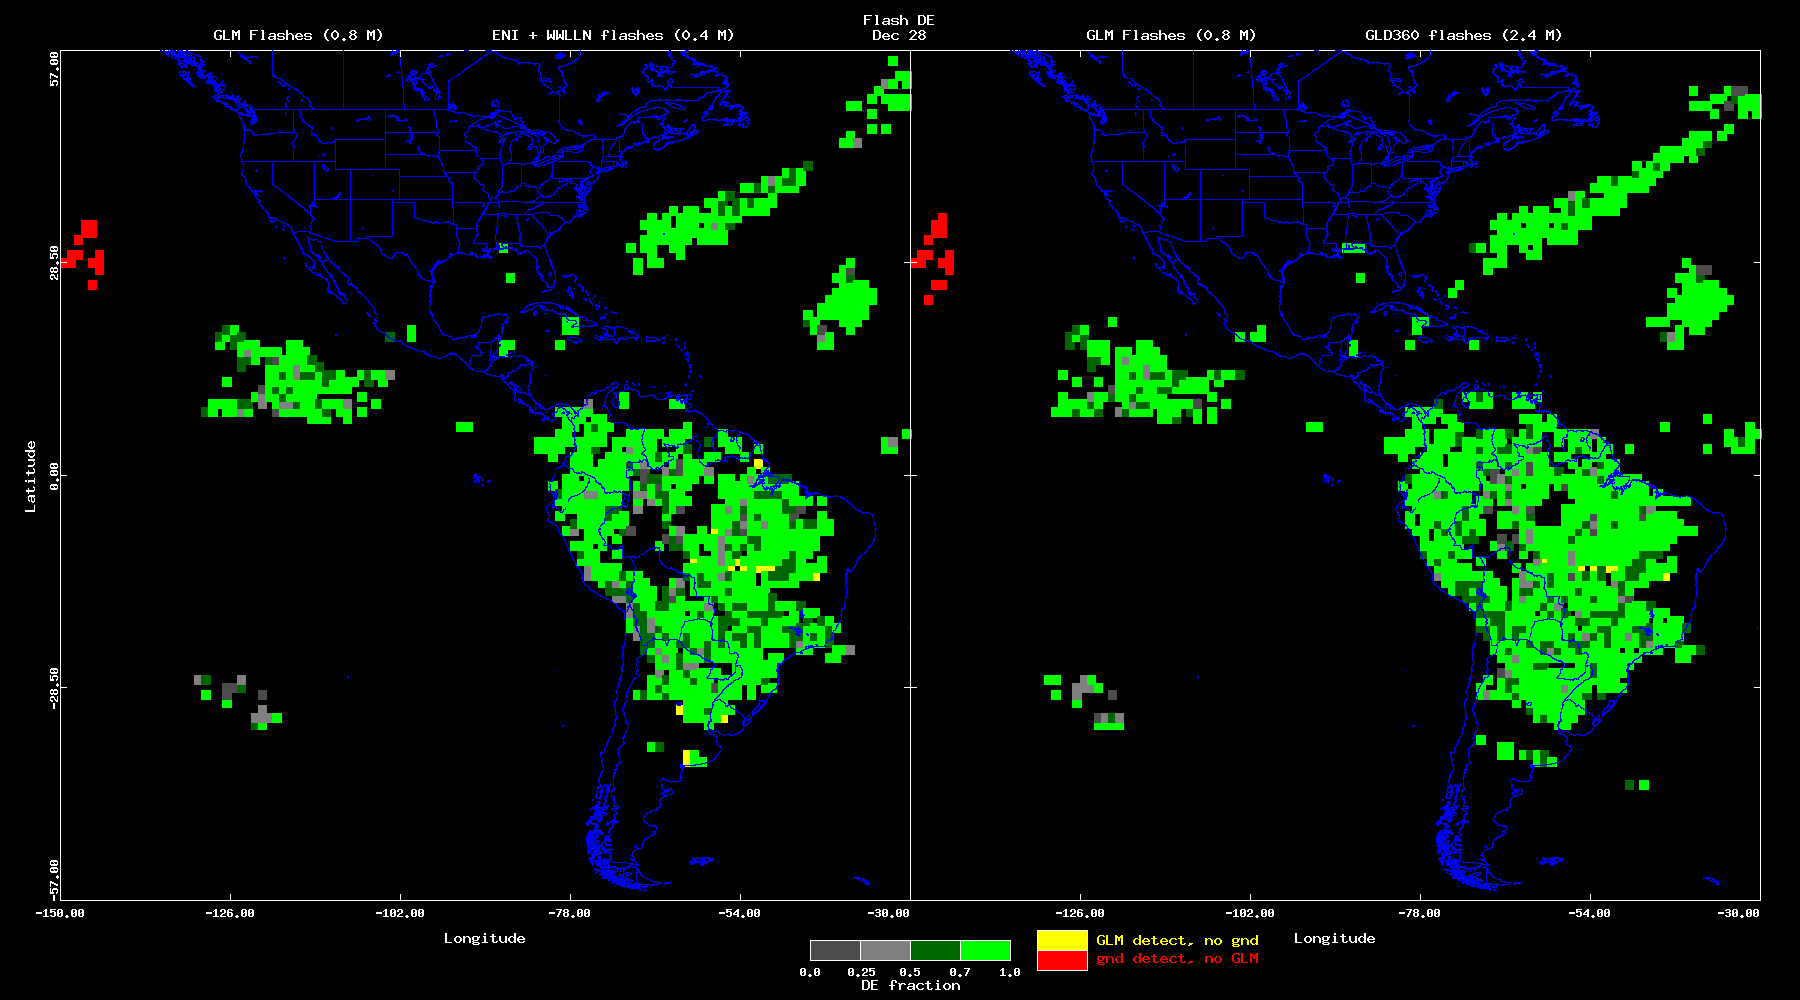 Flash DE
GLM Flashes (0.8 M) ENI + WWLLN flashes (0.4 M) Dec 28 GLM Flashes (0.8 M) GLD360 flashes (2.4 M)
57.00
28.50
0.00
-28.50
-57.00
Latitude
-150.00 -126.00 -102.00 -78.00 -54.00 -30.00 -126.00 -102.00 -78.00 -54.00 -30.00
Longitude Longitude
GLM detect, no gnd
gnd detect, no GLM
0.0 0.25 0.5 0.7 1.0
DE fraction